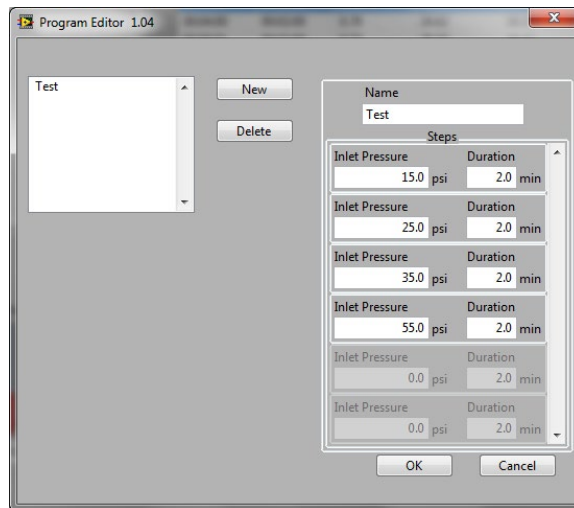 Program Editor 1.04
Test
New
Delete
Name
Test
Steps
Inlet Pressure Duration
15.0 psi 2.0 min
Inlet Pressure Duration
25.0 psi 2.0 min
Inlet Pressure Duration
35.0 psi 2.0 min
Inlet Pressure Duration
55.0 psi 2.0 min
Inlet Pressure Duration
0.0 psi 2.0 min
Inlet Pressure Duration
0.0 psi 2.0 min
OK Cancel